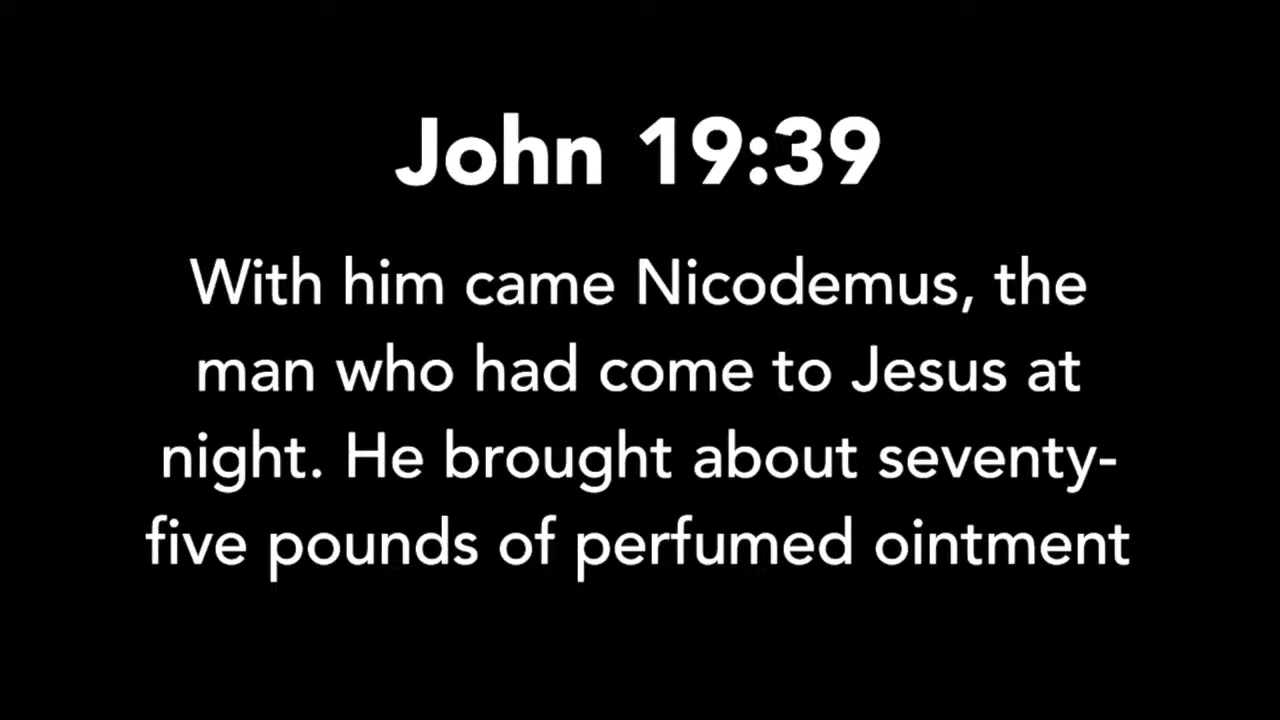 John 19:39
With him came Nicodemus, the
man who had come to Jesus at
night. He brought about seventy-
five pounds of perfumed ointment